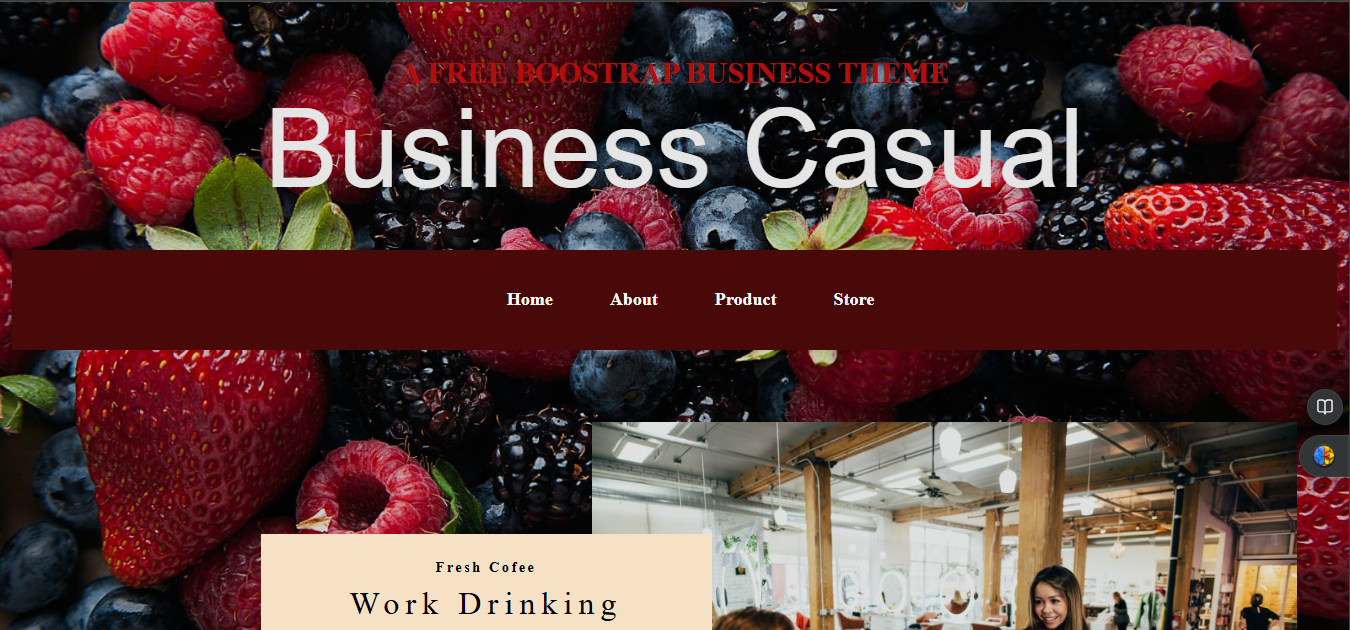 A FREE BOOSTRAP BUSINESS THEME
Business Casual
Home About Product Store
Fresh Cofee
Work Drinking